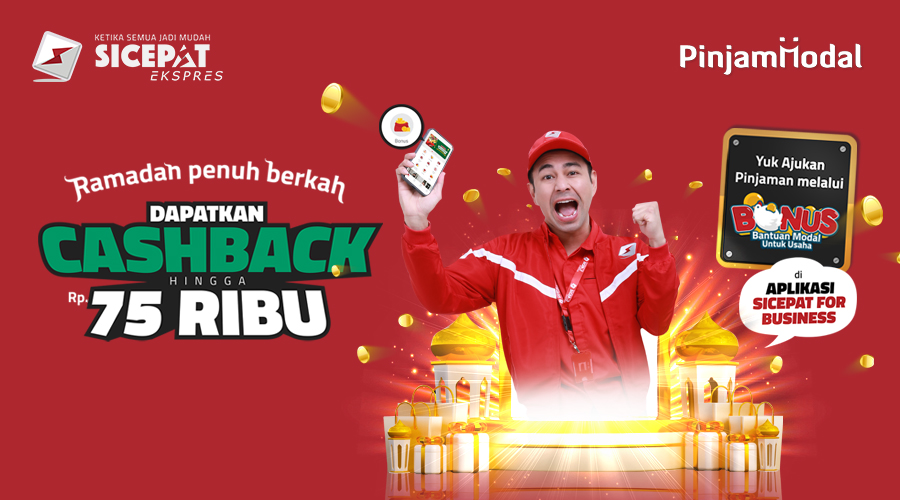 KETIKA SEMUA JADI MUDAH
SICEPAT
EKSPRES
PinjamModal
Ramadan penuh berkah
DAPATKAN
CASHBACK
HINGGA
Rp. 75 RIBU
Bonus
Yuk Ajukan
Pinjaman melalui
BONUS
Bantuan Modal
Untuk Usaha
di
APLIKASI
SICEPAT FOR
BUSINESS